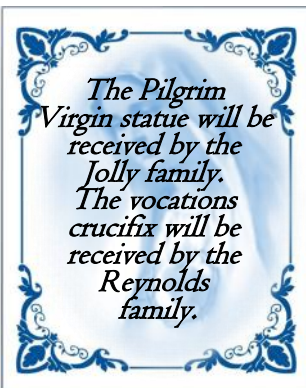 The Pilgrim
Virgin statue will be
received by the
Jolly family.
The vocations
crucifix will be
received by the
Reynolds
family.